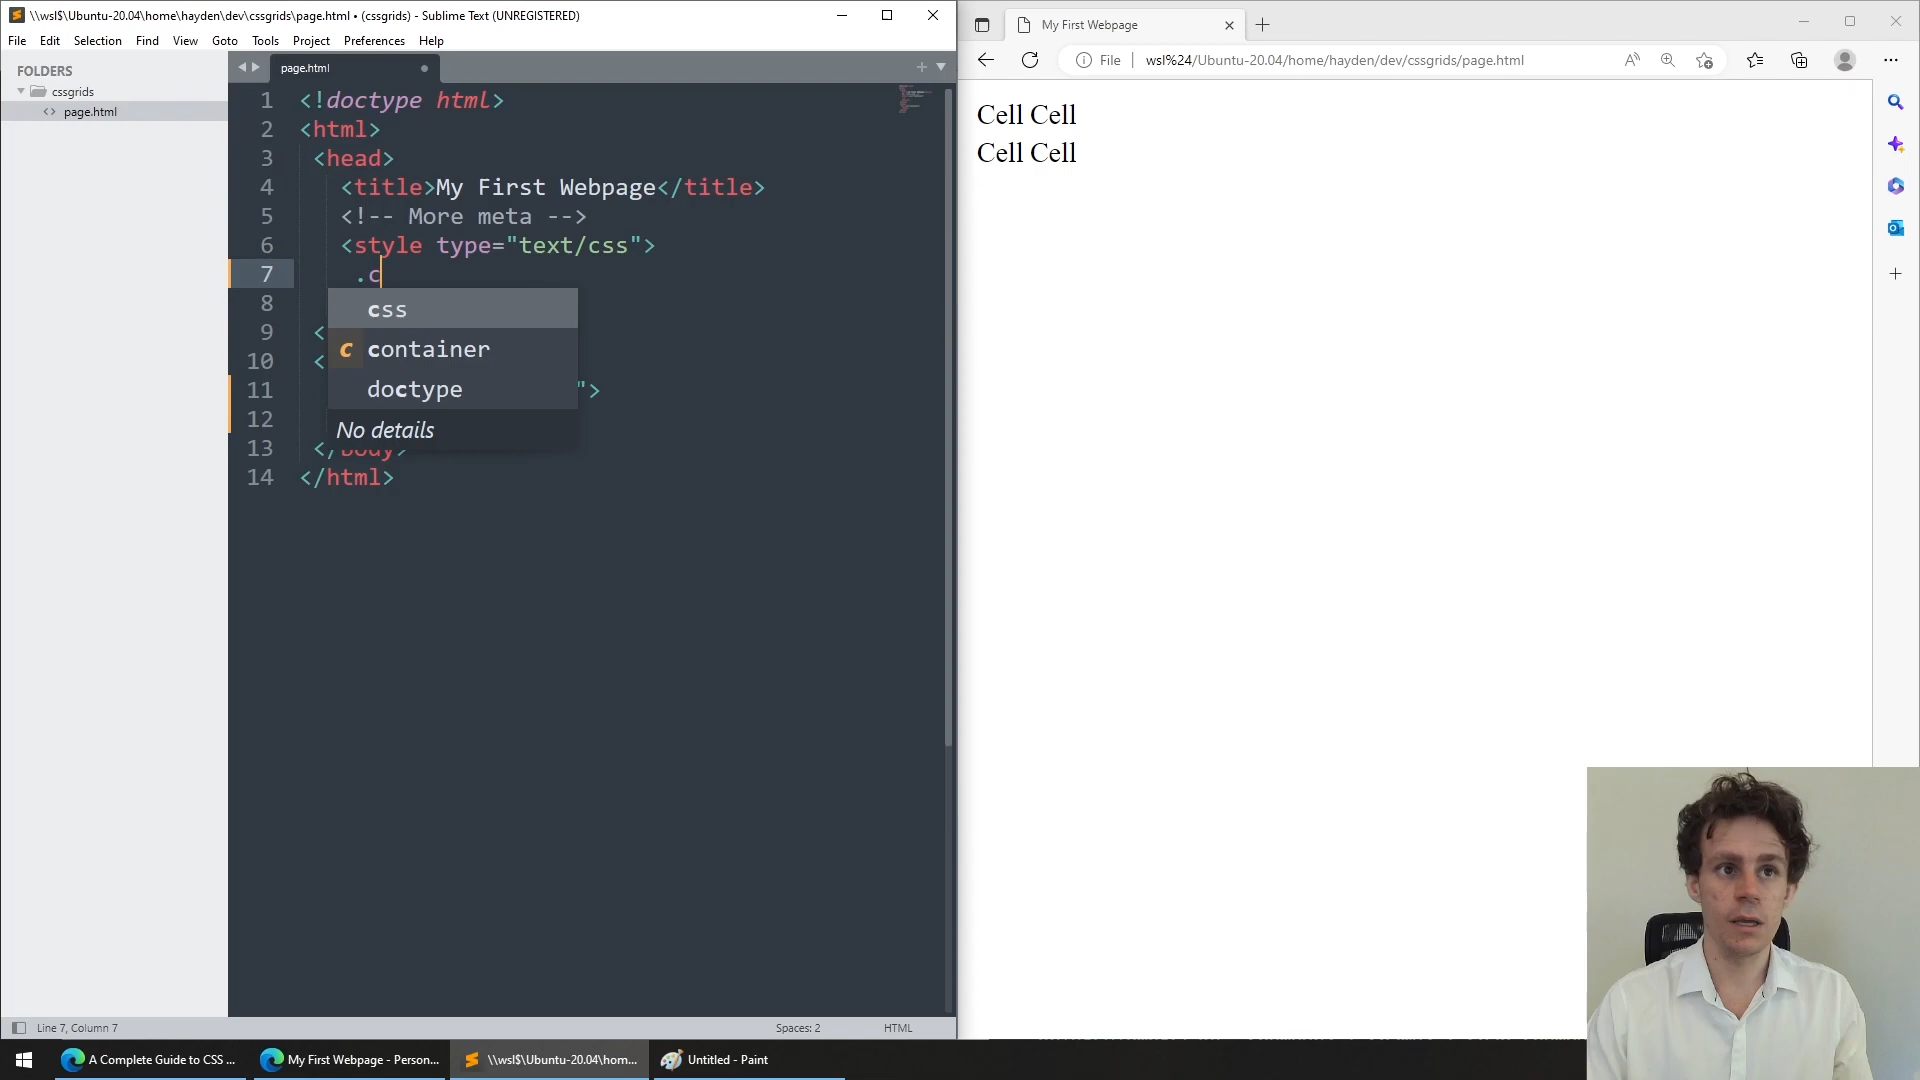 \\wsl$\Ubuntu-20.04\home\hayden\dev\cssgrids\page.html • (cssgrids) - Sublime Text (UNREGISTERED)
File Edit Selection Find View Goto Tools Project Preferences Help
FOLDERS
cssgrids
page.html
page.html
1 <!doctype html>
2 <html>
3 <head>
4 <title>My First Webpage</title>
5 <!-- More meta -->
6 <style type="text/css">
7 .c
8
9 <
10 <
11 ">
12
13 </body>
14 </html>
css
c container
doctype
No details
Line 7, Column 7
Spaces: 2
HTML
My First Webpage
File wsl%24/Ubuntu-20.04/home/hayden/dev/cssgrids/page.html
Cell Cell
Cell Cell
A Complete Guide to CSS ...
My First Webpage - Person...
\\wsl$\Ubuntu-20.04\hom...
Untitled - Paint